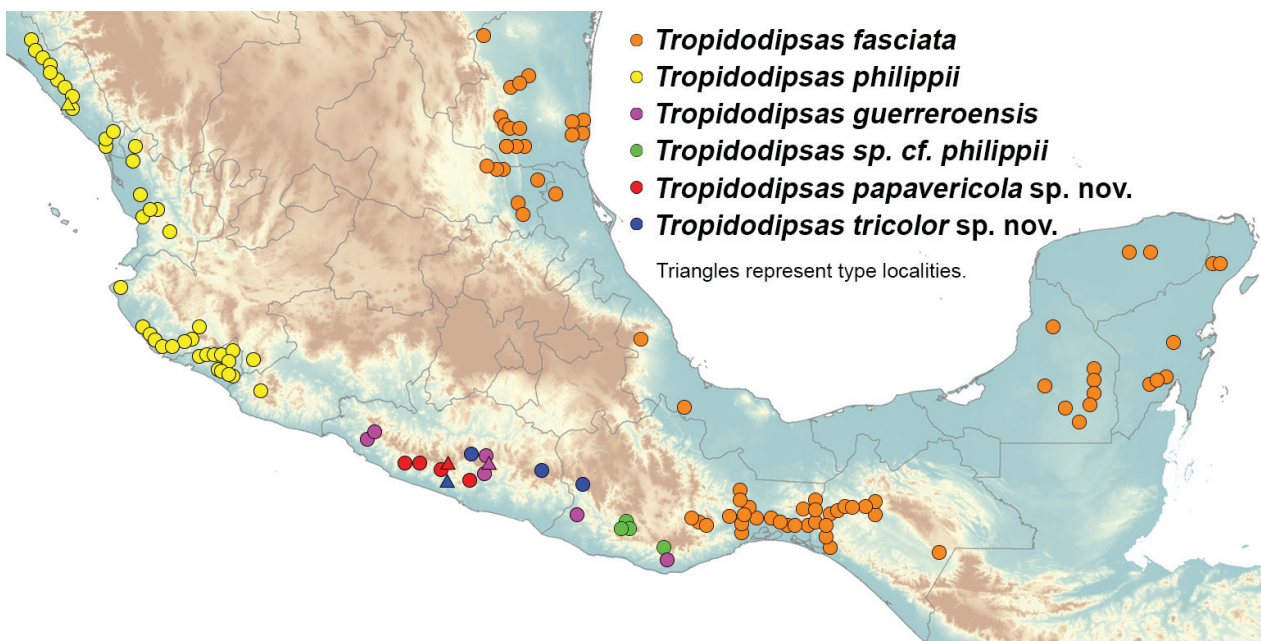 Tropidodipsas fasciata
Tropidodipsas philippii
Tropidodipsas guerreroensis
Tropidodipsas sp. cf. philippii
Tropidodipsas papavericola sp. nov.
Tropidodipsas tricolor sp. nov.
Triangles represent type localities.